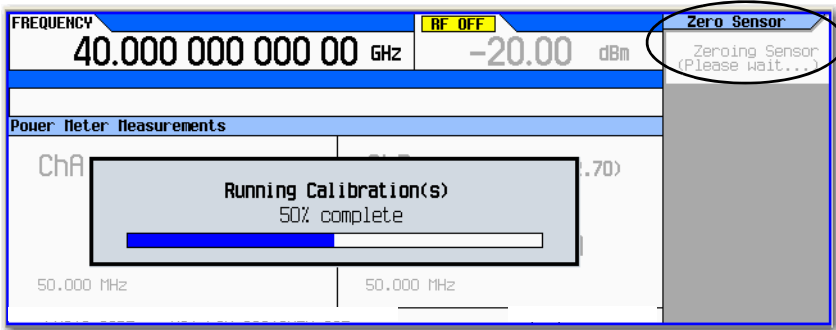 FREQUENCY
40.000 000 000 00 GHz
RF OFF
-20.00 dBm
Zero Sensor
Zeroing Sensor
(Please wait...)
Power Meter Measurements
ChA
.70)
Running Calibration(s)
50% complete
50.000 MHz
50.000 MHz